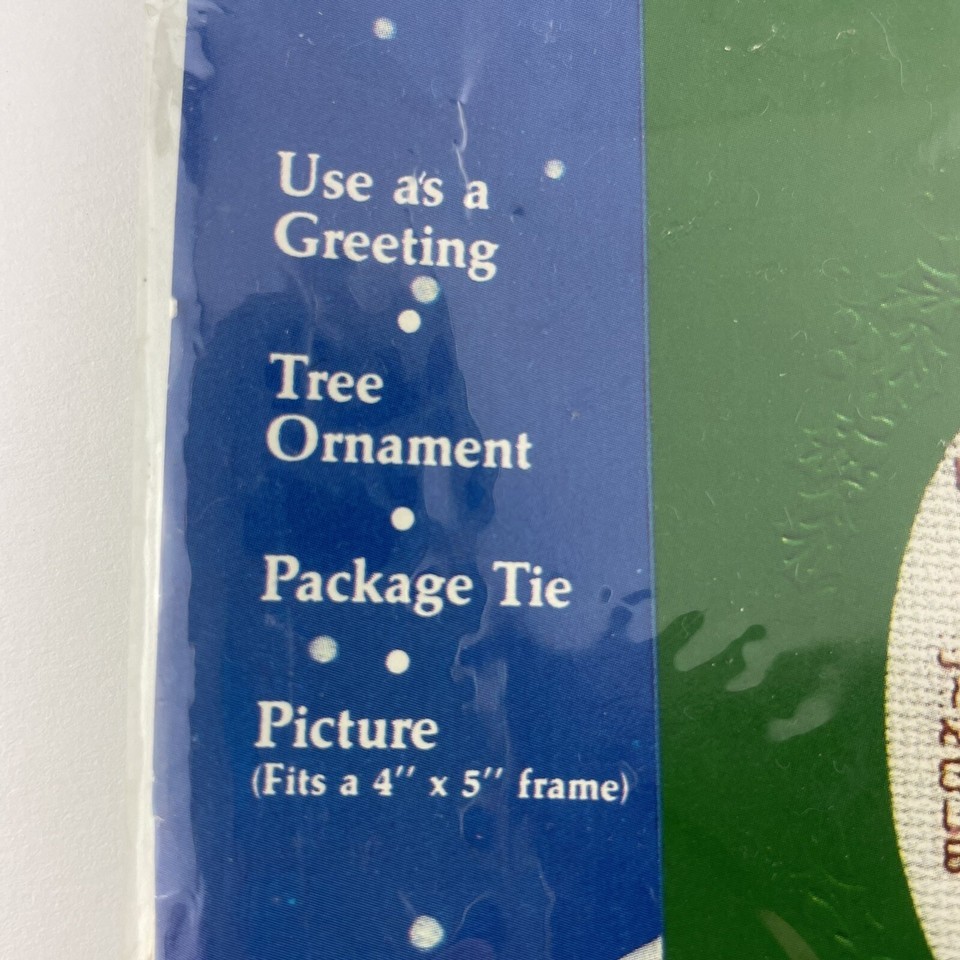 Use as a
Greeting
•
Tree
Ornament
•
Package Tie
•
Picture
(Fits a 4" x 5" frame)